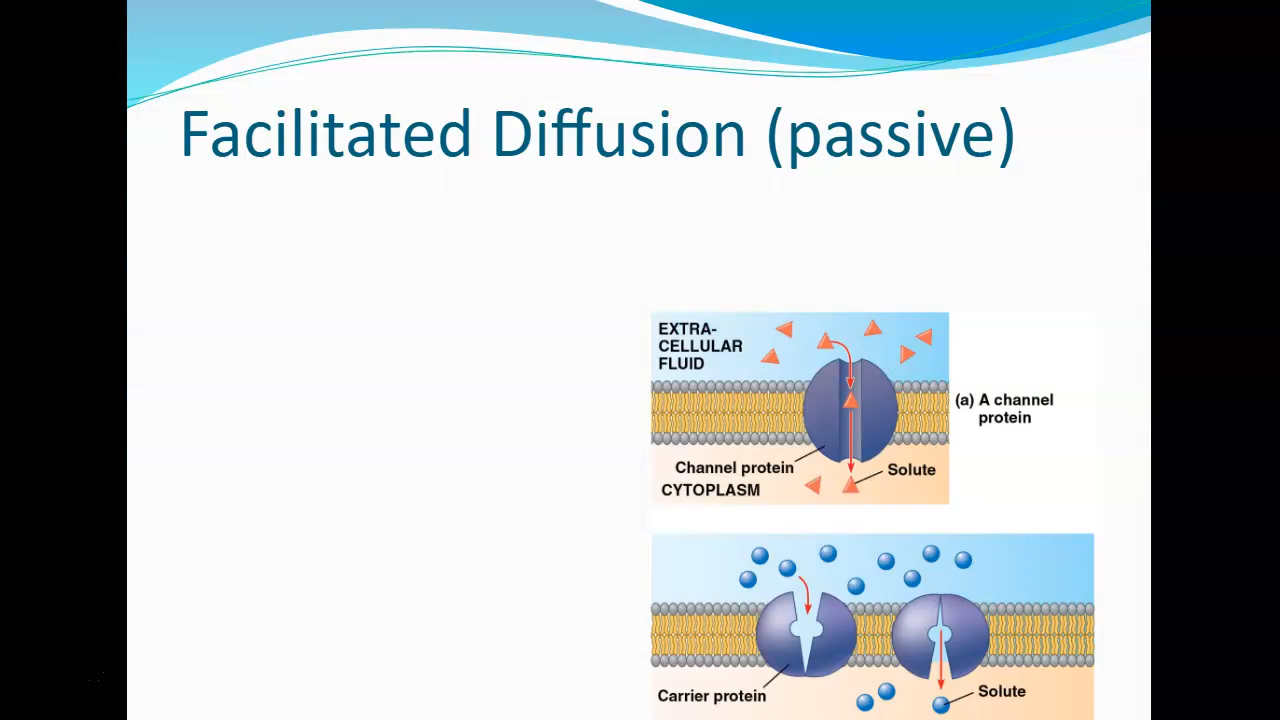 Facilitated Diffusion (passive)
EXTRA-
CELLULAR
FLUID
(a) A channel
protein
Channel protein
Solute
CYTOPLASM
Carrier protein
Solute